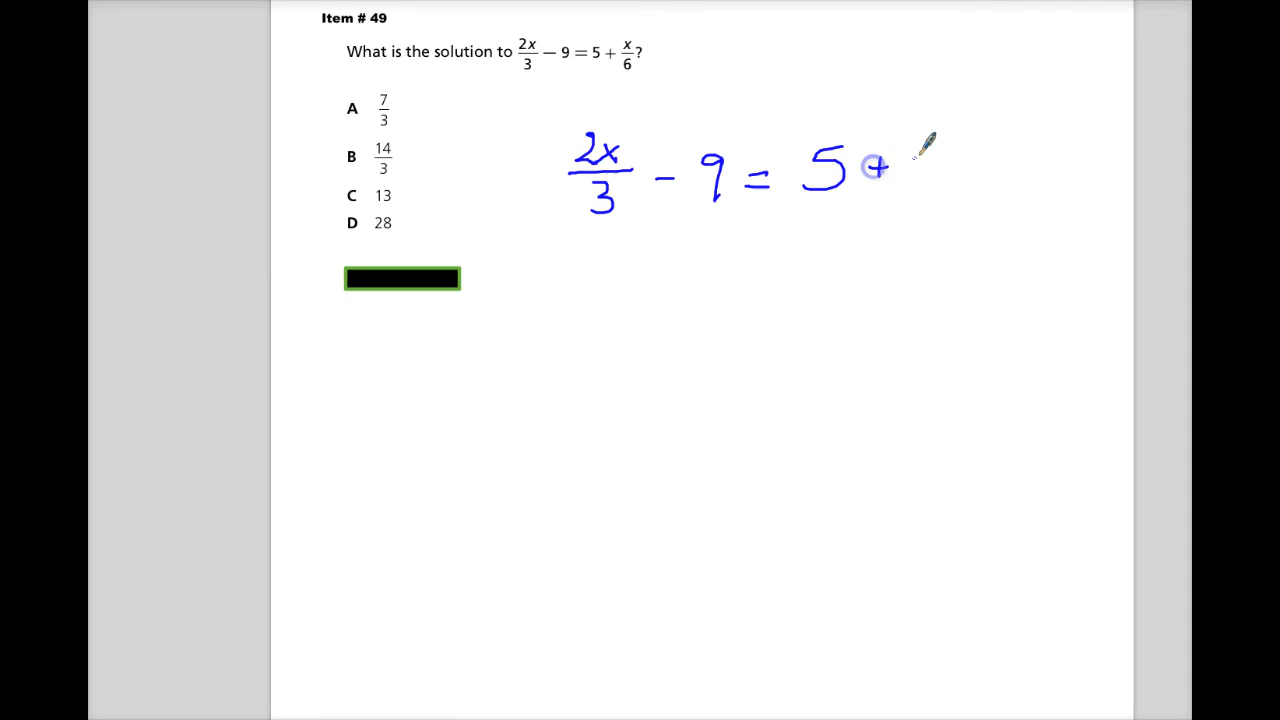 Item # 49
What is the solution to 2x/3 − 9 = 5 + x/6?
A 7/3
B 14/3
C 13
D 28
2x/3 - 9 = 5 +